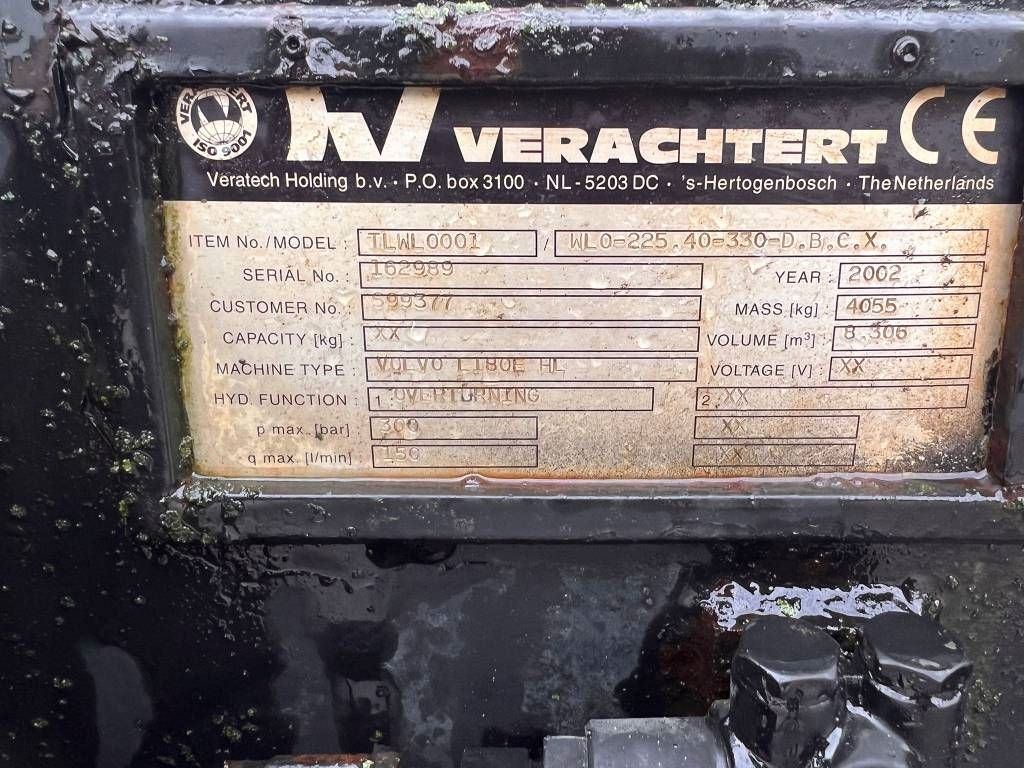 VERACHTERT ISO 9001
VERACHTERT CE
Veratech Holding b.v. · P.O. box 3100 · NL - 5203 DC · 's-Hertogenbosch · The Netherlands
ITEM No./MODEL : TLWL0001 / WLO-225.40-330-D.B.C.X.
SERIAL No. : 162989 YEAR : 2002
CUSTOMER No. : 599377 MASS [kg] : 4055
CAPACITY [kg] : XX VOLUME [m³] : 8.306
MACHINE TYPE : VOLVO L180E HL VOLTAGE [V] : XX
HYD. FUNCTION : 1. OVERTURNING 2. XX
p max. [bar] : 300 XX
q max. [l/min] : 150 XX